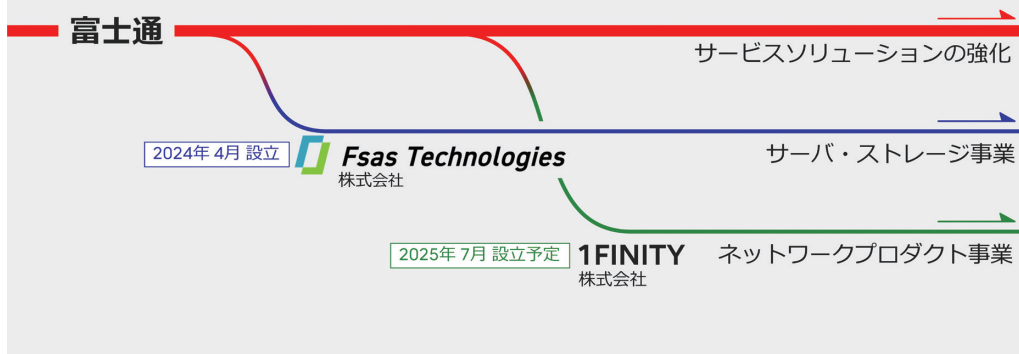 富士通
サービスソリューションの強化
2024年 4月 設立
Fsas Technologies
株式会社
サーバ・ストレージ事業
2025年 7月 設立予定
1FINITY
株式会社
ネットワークプロダクト事業